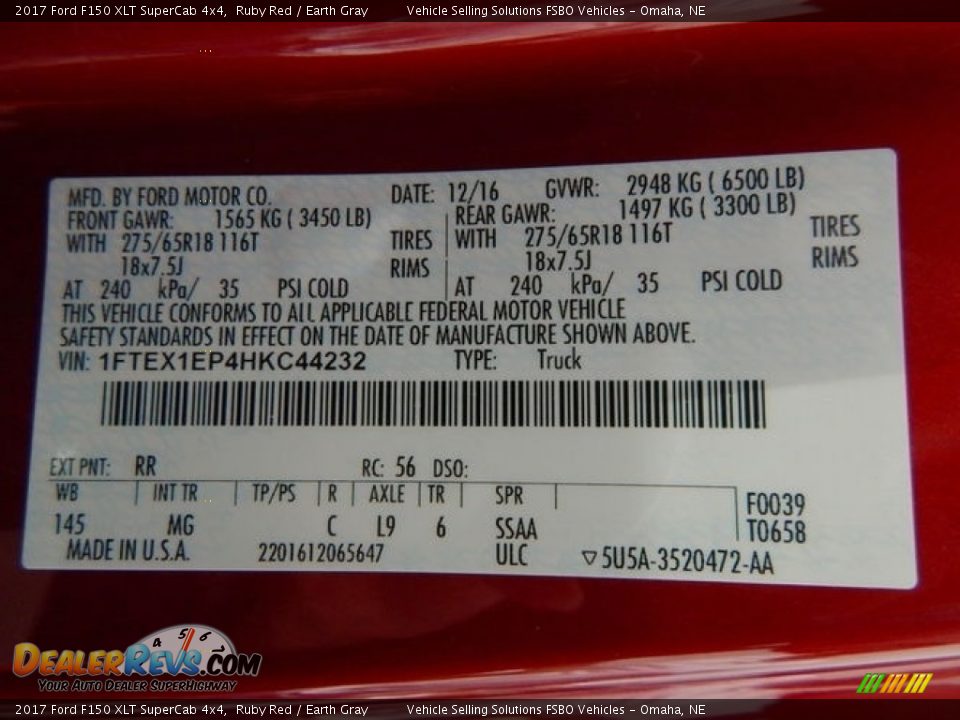 2017 Ford F150 XLT SuperCab 4x4, Ruby Red / Earth Gray Vehicle Selling Solutions FSBO Vehicles - Omaha, NE
MFD. BY FORD MOTOR CO. DATE: 12/16 GVWR: 2948 KG ( 6500 LB)
FRONT GAWR: 1565 KG ( 3450 LB) REAR GAWR: 1497 KG ( 3300 LB)
WITH 275/65R18 116T TIRES WITH 275/65R18 116T TIRES
18x7.5J RIMS 18x7.5J RIMS
AT 240 kPa/ 35 PSI COLD AT 240 kPa/ 35 PSI COLD
THIS VEHICLE CONFORMS TO ALL APPLICABLE FEDERAL MOTOR VEHICLE
SAFETY STANDARDS IN EFFECT ON THE DATE OF MANUFACTURE SHOWN ABOVE.
VIN: 1FTEX1EP4HKC44232 TYPE: Truck
EXT PNT: RR RC: 56 DSO:
WB INT TR TP/PS R AXLE TR SPR F0039
145 MG C L9 6 SSAA T0658
MADE IN U.S.A. 2201612065647 ULC ▽5U5A-3520472-AA
4 5 6
DEALERREVS.COM
YOUR AUTO DEALER SUPERHIGHWAY
2017 Ford F150 XLT SuperCab 4x4, Ruby Red / Earth Gray Vehicle Selling Solutions FSBO Vehicles - Omaha, NE